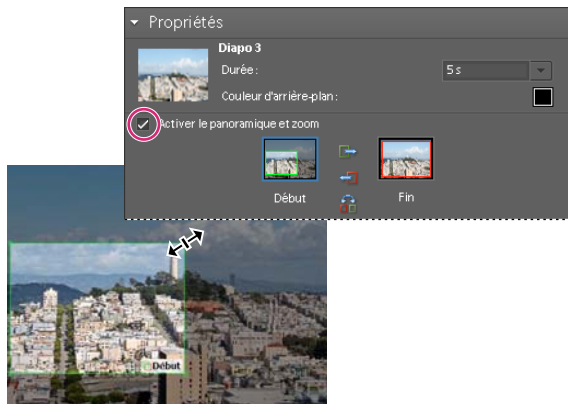 Propriétés
Diapo 3
Durée :
5 s
Couleur d'arrière-plan :
Activer le panoramique et zoom
Début
Fin
Début